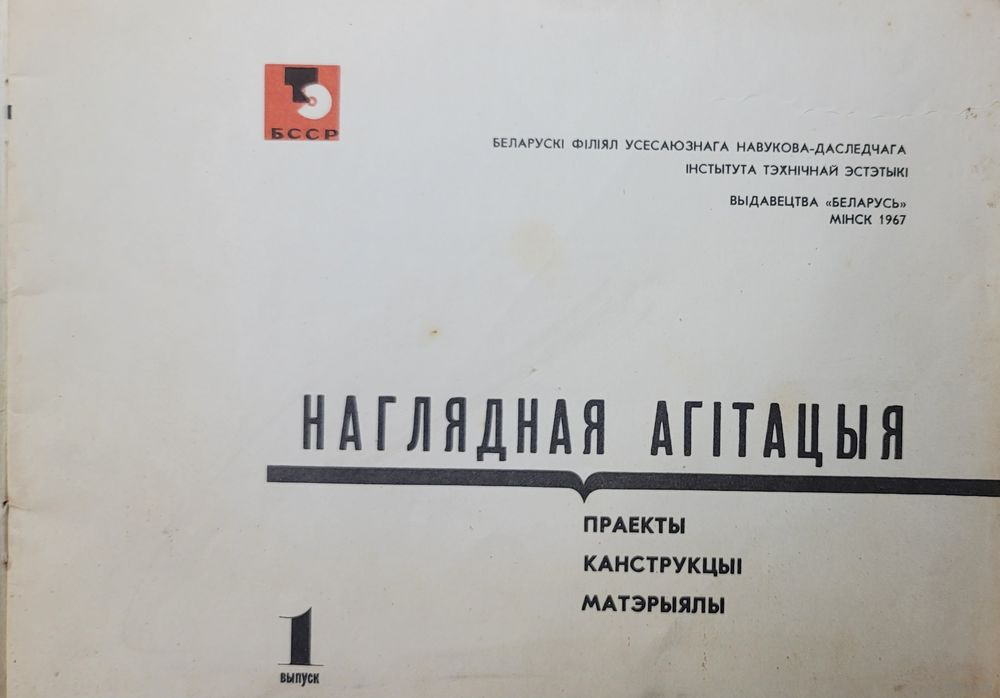 ТЭ
БССР
БЕЛАРУСКІ ФІЛІЯЛ УСЕСАЮЗНАГА НАВУКОВА-ДАСЛЕДЧАГА
ІНСТЫТУТА ТЭХНІЧНАЙ ЭСТЭТЫКІ
ВЫДАВЕЦТВА «БЕЛАРУСЬ»
МІНСК 1967
НАГЛЯДНАЯ АГІТАЦЫЯ
ПРАЕКТЫ
КАНСТРУКЦЫІ
МАТЭРЫЯЛЫ
1
ВЫПУСК